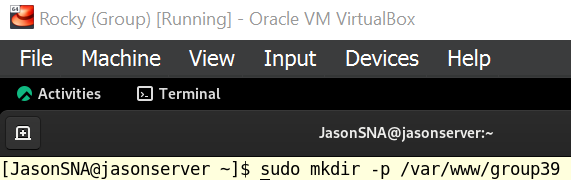 Rocky (Group) [Running] - Oracle VM VirtualBox
File Machine View Input Devices Help
Activities Terminal
JasonSNA@jasonserver:~
[JasonSNA@jasonserver ~]$ sudo mkdir -p /var/www/group39